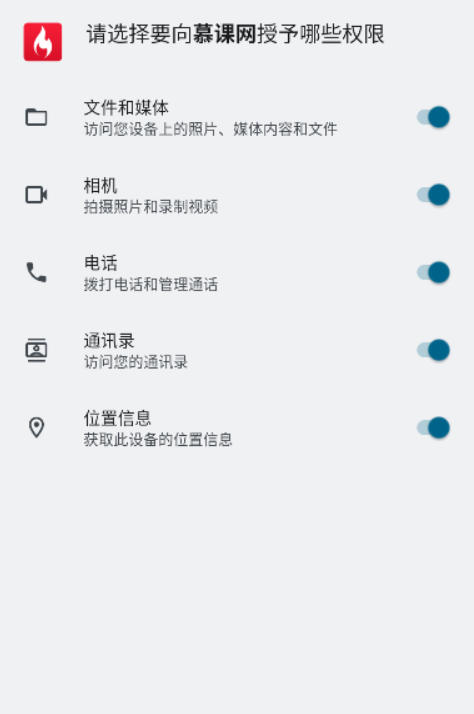 请选择要向慕课网授予哪些权限
文件和媒体
访问您设备上的照片、媒体内容和文件
相机
拍摄照片和录制视频
电话
拨打电话和管理通话
通讯录
访问您的通讯录
位置信息
获取此设备的位置信息